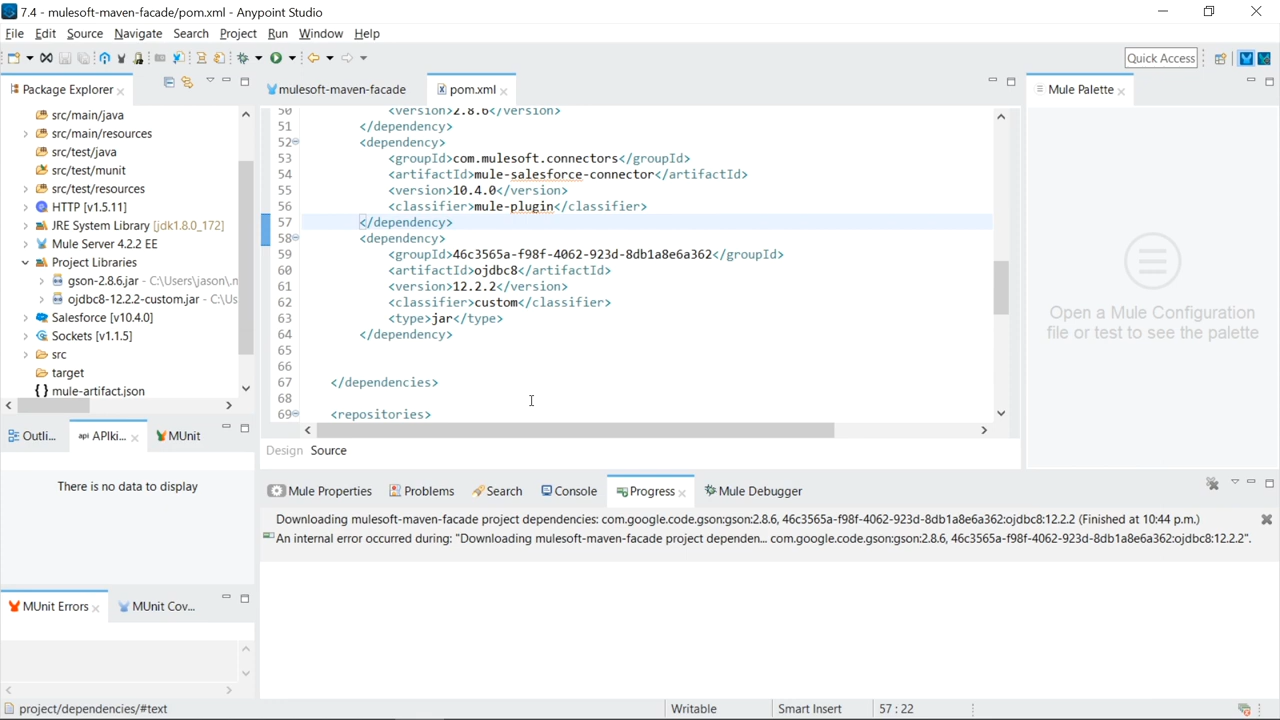 7.4 - mulesoft-maven-facade/pom.xml - Anypoint Studio
File Edit Source Navigate Search Project Run Window Help
Quick Access
Package Explorer
src/main/java
src/main/resources
src/test/java
src/test/munit
src/test/resources
HTTP [v1.5.11]
JRE System Library [jdk1.8.0_172]
Mule Server 4.2.2 EE
Project Libraries
gson-2.8.6.jar - C:\Users\jason\.n
ojdbc8-12.2.2-custom.jar - C:\Us
Salesforce [v10.4.0]
Sockets [v1.1.5]
src
target
mule-artifact.json
mulesoft-maven-facade pom.xml
50 <version>2.8.6</version>
51 </dependency>
52 <dependency>
53 <groupId>com.mulesoft.connectors</groupId>
54 <artifactId>mule-salesforce-connector</artifactId>
55 <version>10.4.0</version>
56 <classifier>mule-plugin</classifier>
57 </dependency>
58 <dependency>
59 <groupId>46c3565a-f98f-4062-923d-8db1a8e6a362</groupId>
60 <artifactId>ojdbc8</artifactId>
61 <version>12.2.2</version>
62 <classifier>custom</classifier>
63 <type>jar</type>
64 </dependency>
65
66
67 </dependencies>
68
69 <repositories>
Design Source
Mule Palette
Open a Mule Configuration
file or test to see the palette
Outli... api APIki... MUnit
There is no data to display
MUnit Errors MUnit Cov...
Mule Properties Problems Search Console Progress Mule Debugger
Downloading mulesoft-maven-facade project dependencies: com.google.code.gson:gson:2.8.6, 46c3565a-f98f-4062-923d-8db1a8e6a362:ojdbc8:12.2.2 (Finished at 10:44 p.m.)
An internal error occurred during: "Downloading mulesoft-maven-facade project dependen... com.google.code.gson:gson:2.8.6, 46c3565a-f98f-4062-923d-8db1a8e6a362:ojdbc8:12.2.2".
project/dependencies/#text Writable Smart Insert 57 : 22